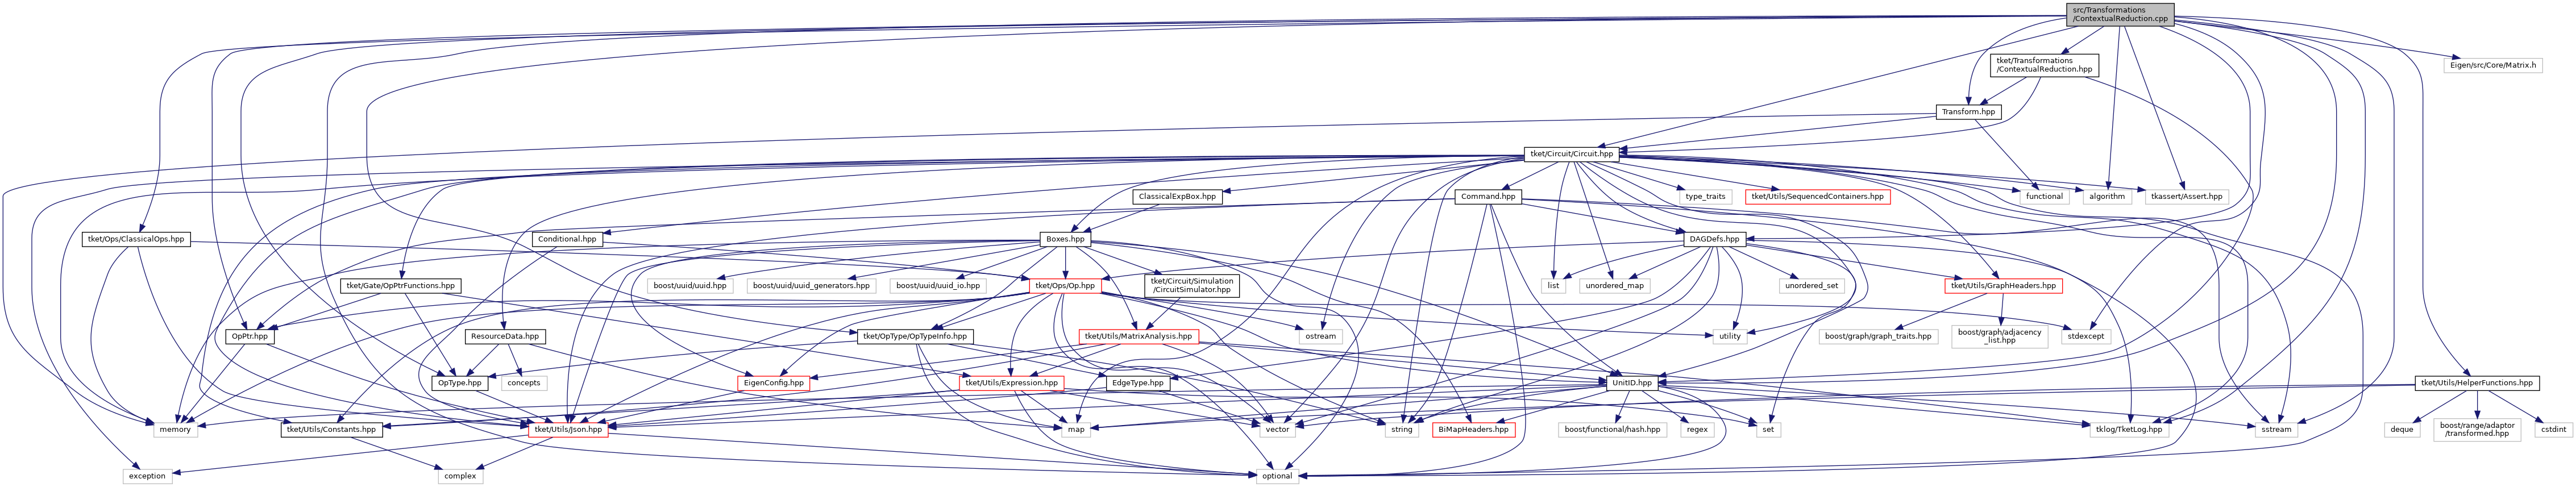 src/Transformations
/ContextualReduction.cpp
tket/Transformations
/ContextualReduction.hpp
Eigen/src/Core/Matrix.h
Transform.hpp
tket/Circuit/Circuit.hpp
ClassicalExpBox.hpp
Command.hpp
type_traits
tket/Utils/SequencedContainers.hpp
functional
algorithm
tkassert/Assert.hpp
tket/Ops/ClassicalOps.hpp
Conditional.hpp
Boxes.hpp
DAGDefs.hpp
tket/Gate/OpPtrFunctions.hpp
boost/uuid/uuid.hpp
boost/uuid/uuid_generators.hpp
boost/uuid/uuid_io.hpp
tket/Ops/Op.hpp
tket/Circuit/Simulation
/CircuitSimulator.hpp
list
unordered_map
unordered_set
tket/Utils/GraphHeaders.hpp
OpPtr.hpp
ResourceData.hpp
tket/OpType/OpTypeInfo.hpp
tket/Utils/MatrixAnalysis.hpp
ostream
utility
boost/graph/graph_traits.hpp
boost/graph/adjacency
_list.hpp
stdexcept
OpType.hpp
concepts
EigenConfig.hpp
tket/Utils/Expression.hpp
EdgeType.hpp
UnitID.hpp
tket/Utils/HelperFunctions.hpp
memory
tket/Utils/Constants.hpp
tket/Utils/Json.hpp
map
vector
string
BiMapHeaders.hpp
boost/functional/hash.hpp
regex
set
tklog/TketLog.hpp
sstream
deque
boost/range/adaptor
/transformed.hpp
cstdint
exception
complex
optional